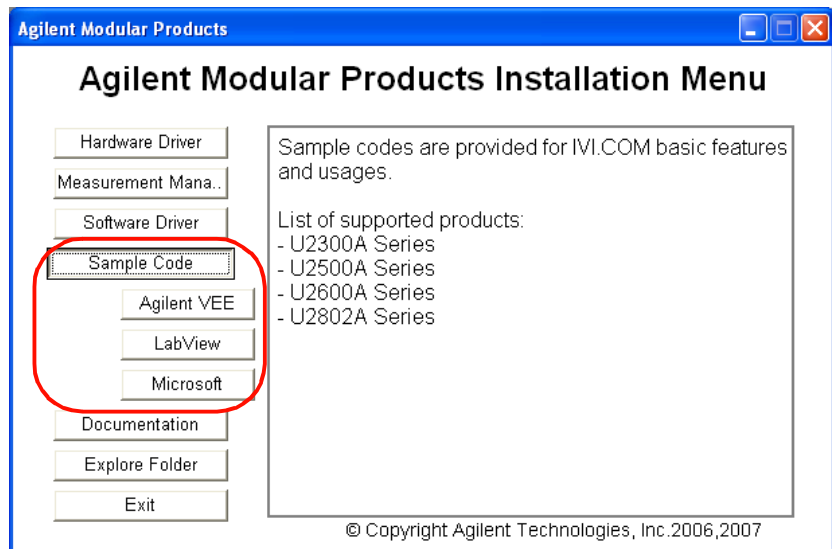 Agilent Modular Products
Agilent Modular Products Installation Menu
Hardware Driver
Measurement Mana..
Software Driver
Sample Code
Agilent VEE
LabView
Microsoft
Documentation
Explore Folder
Exit
Sample codes are provided for IVI.COM basic features
and usages.
List of supported products:
- U2300A Series
- U2500A Series
- U2600A Series
- U2802A Series
© Copyright Agilent Technologies, Inc.2006,2007